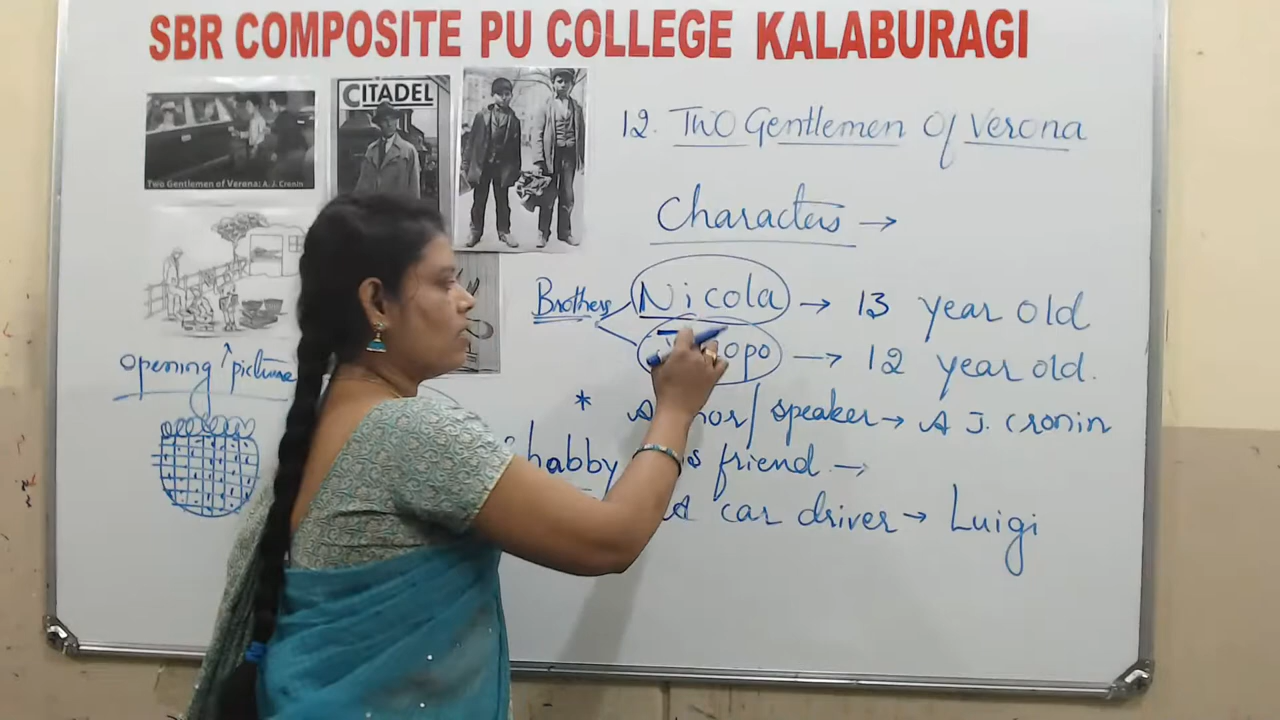 SBR COMPOSITE PU COLLEGE KALABURAGI
CITADEL
Two Gentlemen of Verona: A. J. Cronin
12. Two Gentlemen of Verona
Characters →
Brothers
Nicola → 13 year old
→ 12 year old.
* speaker → A J. Cronin
friend →
car driver → Luigi
opening picture